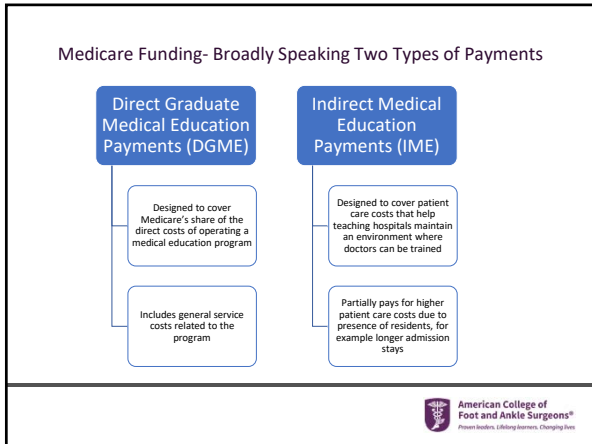 Medicare Funding- Broadly Speaking Two Types of Payments
Direct Graduate
Medical Education
Payments (DGME)
Designed to cover
Medicare's share of the
direct costs of operating a
medical education program
Includes general service
costs related to the
program
Indirect Medical
Education
Payments (IME)
Designed to cover patient
care costs that help
teaching hospitals maintain
an environment where
doctors can be trained
Partially pays for higher
patient care costs due to
presence of residents, for
example longer admission
stays
American College of
Foot and Ankle Surgeons®
Proven leaders. Lifelong learners. Changing lives